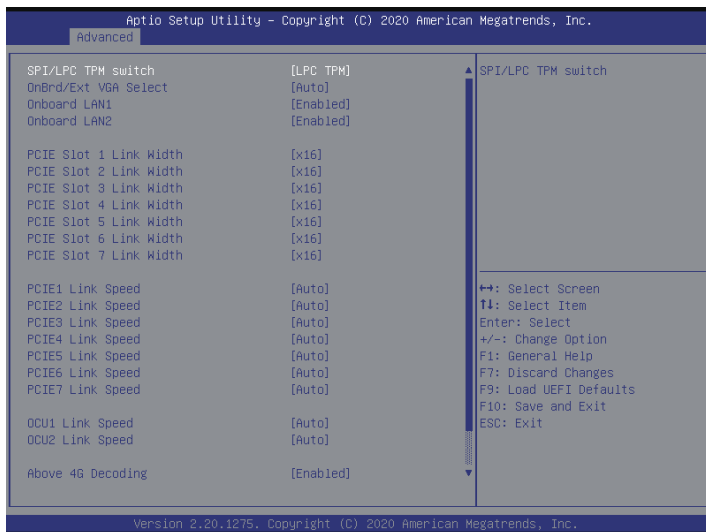 Aptio Setup Utility – Copyright (C) 2020 American Megatrends, Inc.
Advanced
SPI/LPC TPM switch [LPC TPM]
OnBrd/Ext VGA Select [Auto]
Onboard LAN1 [Enabled]
Onboard LAN2 [Enabled]
PCIE Slot 1 Link Width [x16]
PCIE Slot 2 Link Width [x16]
PCIE Slot 3 Link Width [x16]
PCIE Slot 4 Link Width [x16]
PCIE Slot 5 Link Width [x16]
PCIE Slot 6 Link Width [x16]
PCIE Slot 7 Link Width [x16]
PCIE1 Link Speed [Auto]
PCIE2 Link Speed [Auto]
PCIE3 Link Speed [Auto]
PCIE4 Link Speed [Auto]
PCIE5 Link Speed [Auto]
PCIE6 Link Speed [Auto]
PCIE7 Link Speed [Auto]
OCU1 Link Speed [Auto]
OCU2 Link Speed [Auto]
Above 4G Decoding [Enabled]
SPI/LPC TPM switch
↔: Select Screen
↑↓: Select Item
Enter: Select
+/-: Change Option
F1: General Help
F7: Discard Changes
F9: Load UEFI Defaults
F10: Save and Exit
ESC: Exit
Version 2.20.1275. Copyright (C) 2020 American Megatrends, Inc.